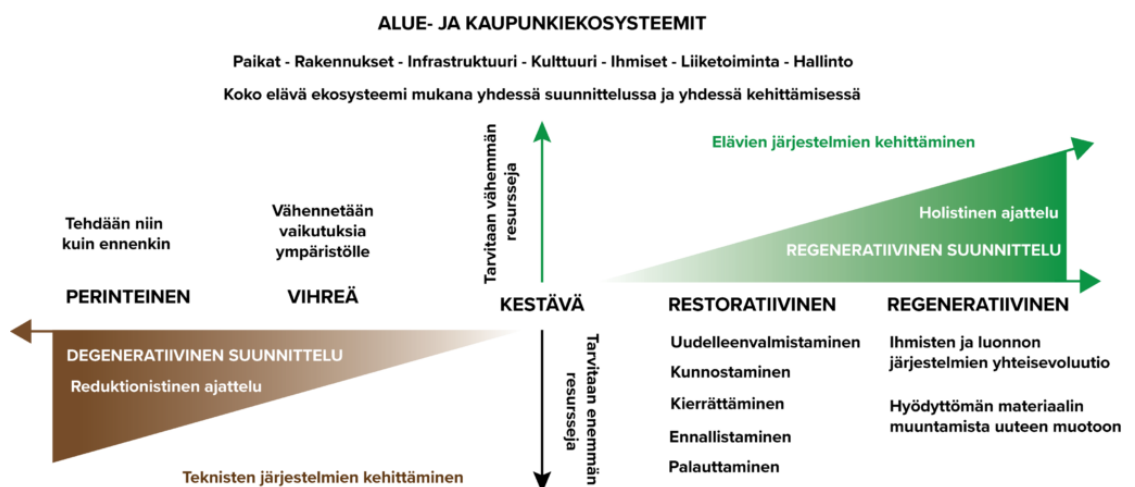 ALUE- JA KAUPUNKIEKOSYSTEEMIT
Paikat - Rakennukset - Infrastruktuuri - Kulttuuri - Ihmiset - Liiketoiminta - Hallinto
Koko elävä ekosysteemi mukana yhdessä suunnittelussa ja yhdessä kehittämisessä
Tarvitaan vähemmän
resursseja
Elävien järjestelmien kehittäminen
Holistinen ajattelu
REGENERATIIVINEN SUUNNITTELU
Tehdään niin
kuin ennenkin
Vähennetään
vaikutuksia
ympäristölle
PERINTEINEN
VIHREÄ
KESTÄVÄ
RESTORATIIVINEN
REGENERATIIVINEN
DEGENERATIIVINEN SUUNNITTELU
Reduktionistinen ajattelu
Teknisten järjestelmien kehittäminen
Tarvitaan enemmän
resursseja
Uudelleenvalmistaminen
Kunnostaminen
Kierrättäminen
Ennallistaminen
Palauttaminen
Ihmisten ja luonnon
järjestelmien yhteisevoluutio
Hyödyttömän materiaalin
muuntamista uuteen muotoon